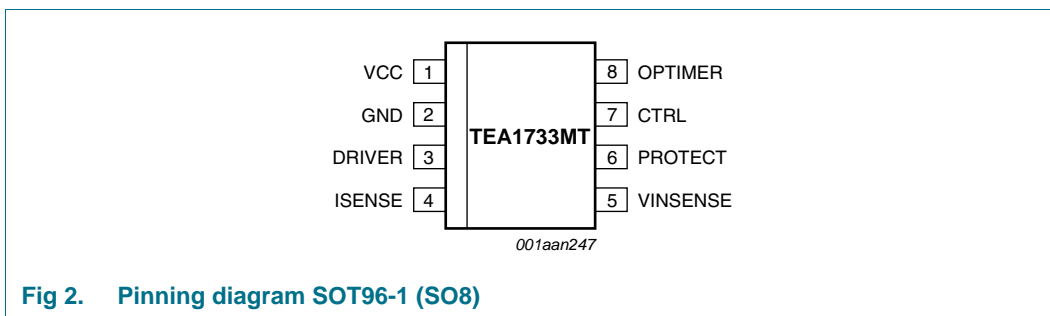 VCC 1 8 OPTIMER
GND 2 7 CTRL
TEA1733MT
DRIVER 3 6 PROTECT
ISENSE 4 5 VINSENSE
001aan247
Fig 2. Pinning diagram SOT96-1 (SO8)